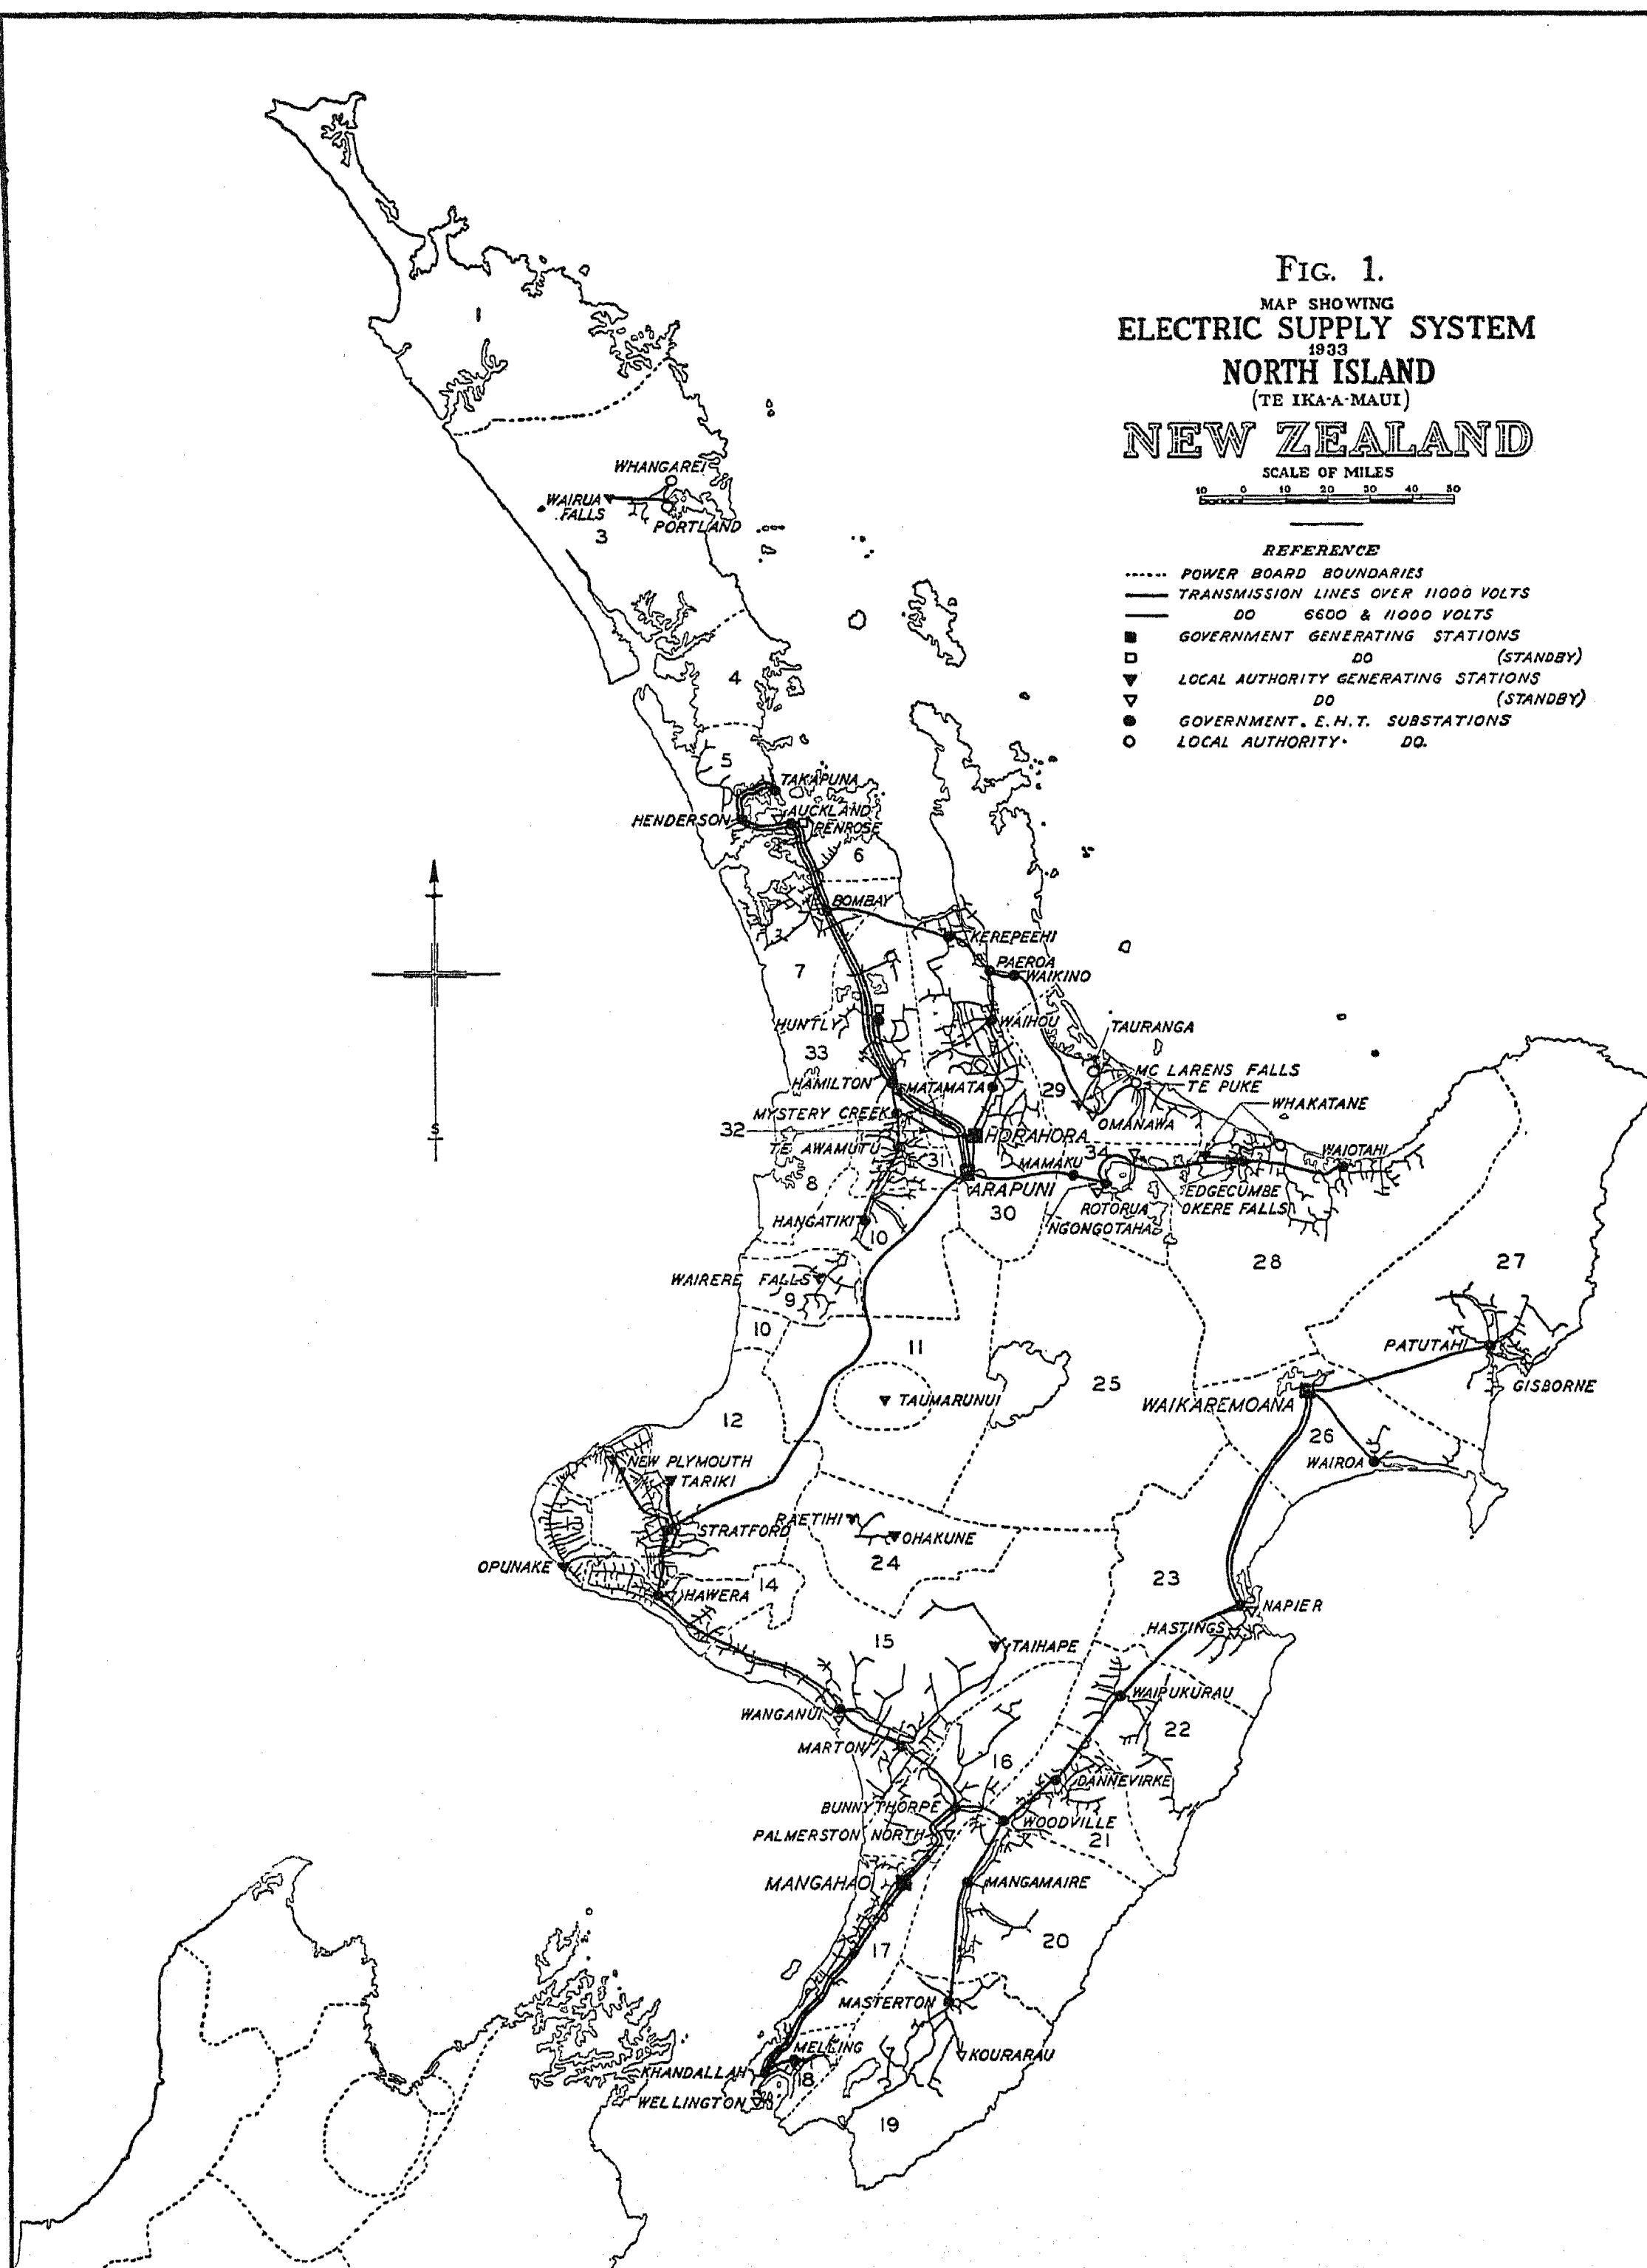 FIG. 1.
MAP SHOWING
ELECTRIC SUPPLY SYSTEM
1933
NORTH ISLAND
(TE IKA-A-MAUI)
NEW ZEALAND
SCALE OF MILES
10 0 10 20 30 40 50
REFERENCE
POWER BOARD BOUNDARIES
TRANSMISSION LINES OVER 11000 VOLTS
DO 6600 & 11000 VOLTS
GOVERNMENT GENERATING STATIONS
DO (STANDBY)
LOCAL AUTHORITY GENERATING STATIONS
DO (STANDBY)
GOVERNMENT. E.H.T. SUBSTATIONS
LOCAL AUTHORITY. DO.
1
WHANGAREI
WAIRUA
FALLS
PORTLAND
3
4
5
TAKAPUNA
AUCKLAND
HENDERSON
PENROSE
6
BOMBAY
KEREPEEHI
7
PAEROA
WAIKINO
HUNTLY
WAIHOU
TAURANGA
33
MC LARENS FALLS
HAMILTON
MATAMATA
29
TE PUKE
MYSTERY CREEK
WHAKATANE
OMANAWA
32
HORAHORA
TE AWAMUTU
31
MAMAKU
34
WAIOTAHI
8
ARAPUNI
EDGECUMBE
30
ROTORUA
OKERE FALLS
HANGATIKI
NGONGOTAHA
10
28
27
WAIRERE FALLS
9
10
11
PATUTAHI
25
GISBORNE
TAUMARUNUI
WAIKAREMOANA
12
26
NEW PLYMOUTH
WAIROA
TARIKI
RAETIHI
STRATFORD
OHAKUNE
24
OPUNAKE
14
23
HAWERA
NAPIER
HASTINGS
15
TAIHAPE
WAIPUKURAU
WANGANUI
22
MARTON
16
DANNEVIRKE
BUNNYTHORPE
WOODVILLE
PALMERSTON NORTH
21
MANGAHAO
MANGAMAIRE
17
20
MASTERTON
MELLING
KOURARAU
KHANDALLAH
18
WELLINGTON
19
S